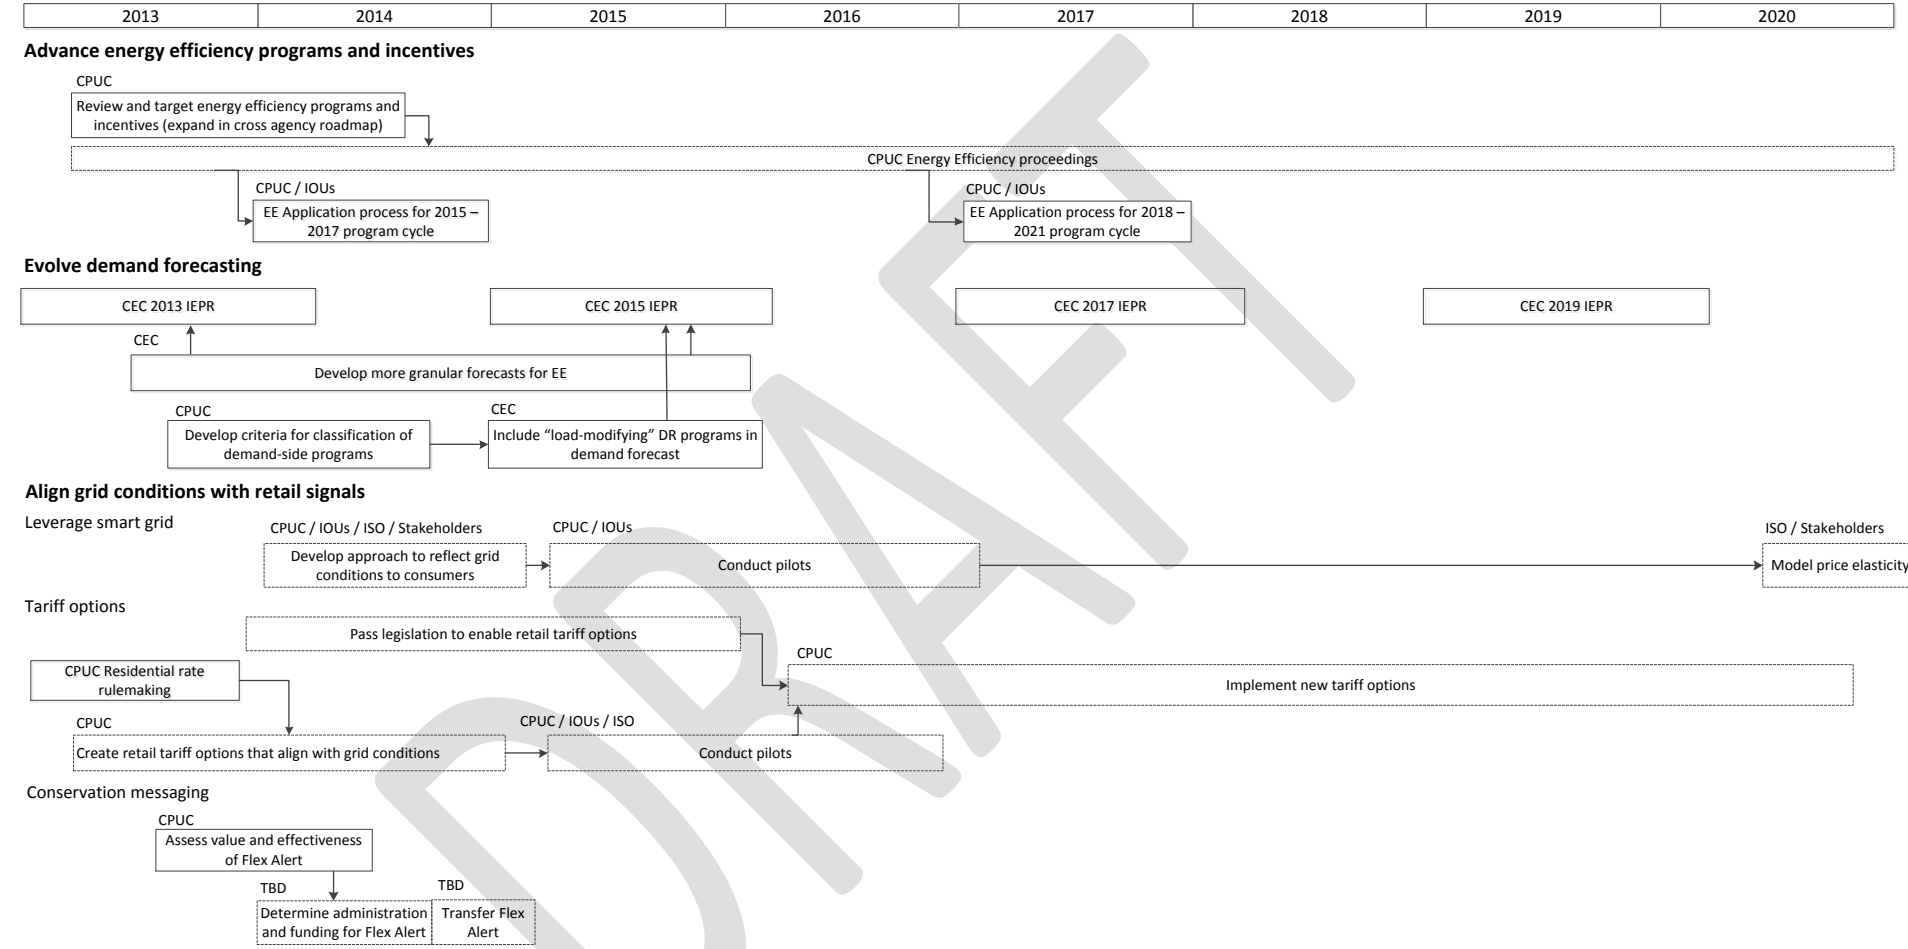 2013 2014 2015 2016 2017 2018 2019 2020
Advance energy efficiency programs and incentives
CPUC
Review and target energy efficiency programs and
incentives (expand in cross agency roadmap)
CPUC Energy Efficiency proceedings
CPUC / IOUs
EE Application process for 2015 –
2017 program cycle
CPUC / IOUs
EE Application process for 2018 –
2021 program cycle
Evolve demand forecasting
CEC 2013 IEPR
CEC 2015 IEPR
CEC 2017 IEPR
CEC 2019 IEPR
CEC
Develop more granular forecasts for EE
CPUC
Develop criteria for classification of
demand-side programs
CEC
Include “load-modifying” DR programs in
demand forecast
Align grid conditions with retail signals
Leverage smart grid
CPUC / IOUs / ISO / Stakeholders
Develop approach to reflect grid
conditions to consumers
CPUC / IOUs
Conduct pilots
ISO / Stakeholders
Model price elasticity
Tariff options
Pass legislation to enable retail tariff options
CPUC
Implement new tariff options
CPUC Residential rate
rulemaking
CPUC
Create retail tariff options that align with grid conditions
CPUC / IOUs / ISO
Conduct pilots
Conservation messaging
CPUC
Assess value and effectiveness
of Flex Alert
TBD
Determine administration
and funding for Flex Alert
TBD
Transfer Flex
Alert
DRAFT